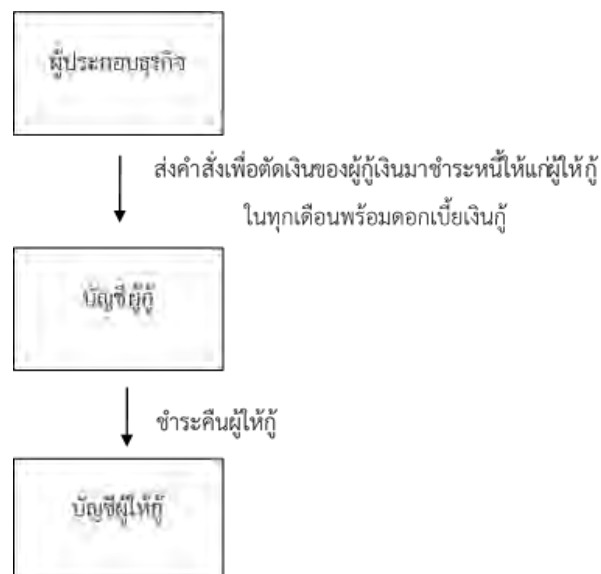 ผู้ประกอบธุรกิจ
ส่งคำสั่งเพื่อตัดเงินของผู้กู้เงินมาชำระหนี้ให้แก่ผู้ให้กู้
ในทุกเดือนพร้อมดอกเบี้ยเงินกู้
บัญชีผู้กู้
ชำระคืนผู้ให้กู้
บัญชีผู้ให้กู้